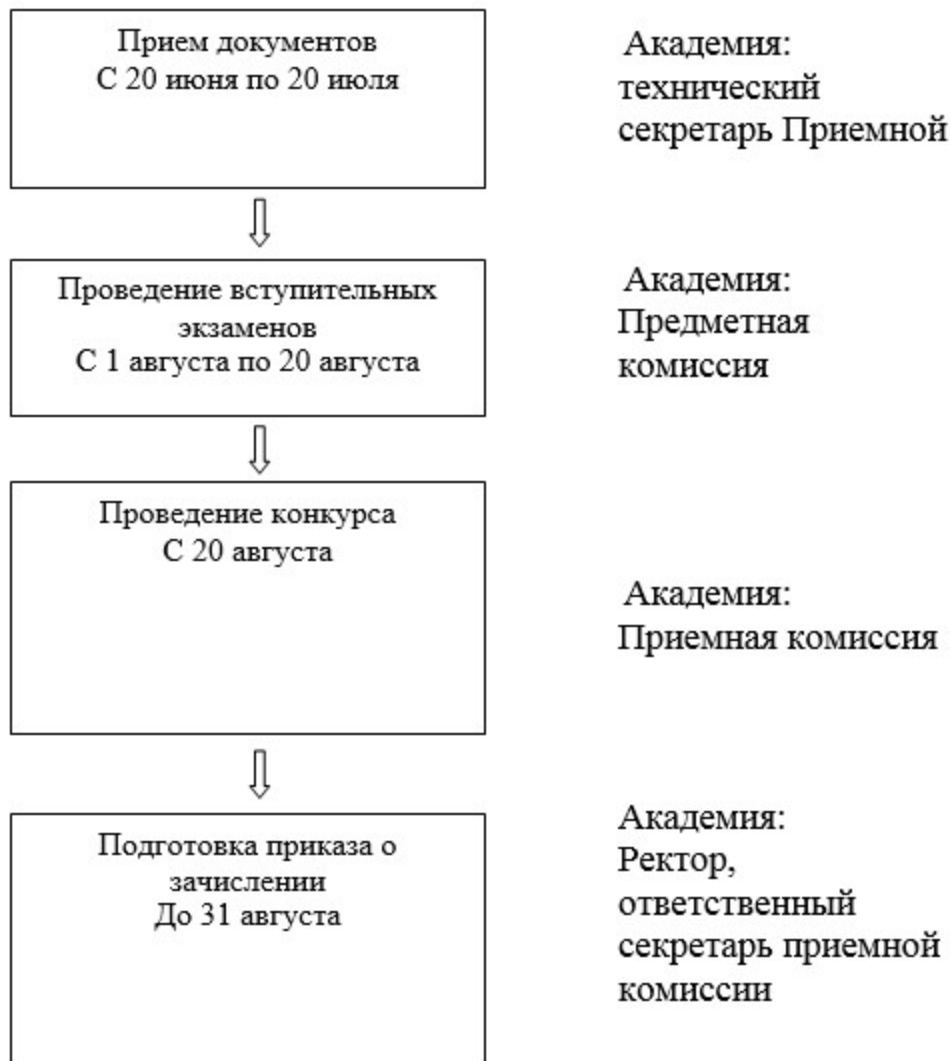 Прием документов
С 20 июня по 20 июля
Академия:
технический
секретарь Приемной
Проведение вступительных
экзаменов
С 1 августа по 20 августа
Академия:
Предметная
комиссия
Проведение конкурса
С 20 августа
Академия:
Приемная комиссия
Подготовка приказа о
зачислении
До 31 августа
Академия:
Ректор,
ответственный
секретарь приемной
комиссии